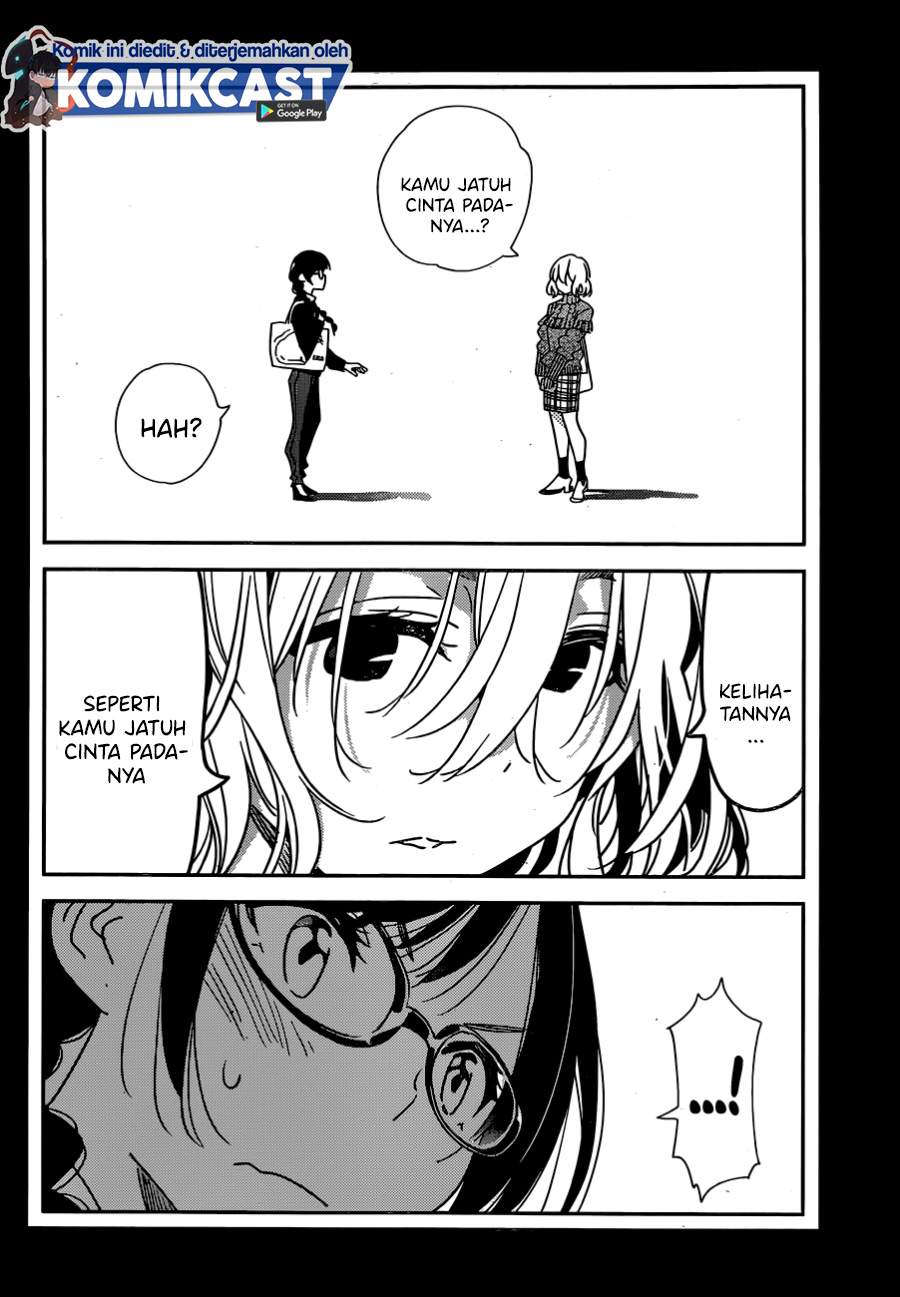 Komik ini diedit & diterjemahkan oleh
KOMIKCAST
GET IT ON
Google Play
KAMU JATUH
CINTA PADA-
NYA...?
HAH?
KELIHA-
TANNYA
...
SEPERTI
KAMU JATUH
CINTA PADA-
NYA
....!